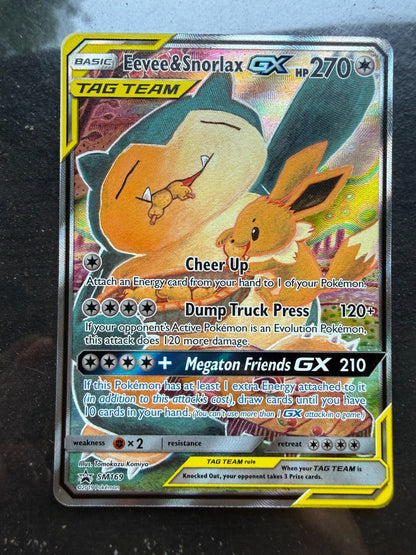 BASIC Eevee&Snorlax GX HP270
TAG TEAM
Cheer Up
Attach an Energy card from your hand to 1 of your Pokémon.
Dump Truck Press 120+
If your opponent's Active Pokémon is an Evolution Pokémon,
this attack does 120 more damage.
+ Megaton Friends GX 210
If this Pokémon has at least 1 extra Energy attached to it
(in addition to this attack's cost), draw cards until you have
10 cards in your hand. (You can't use more than 1 GX attack in a game.)
weakness ×2 resistance retreat
Illus. Tomokazu Komiya
TAG TEAM rule
When your TAG TEAM is
Knocked Out, your opponent takes 3 Prize cards.
SM169
©2019 Pokémon